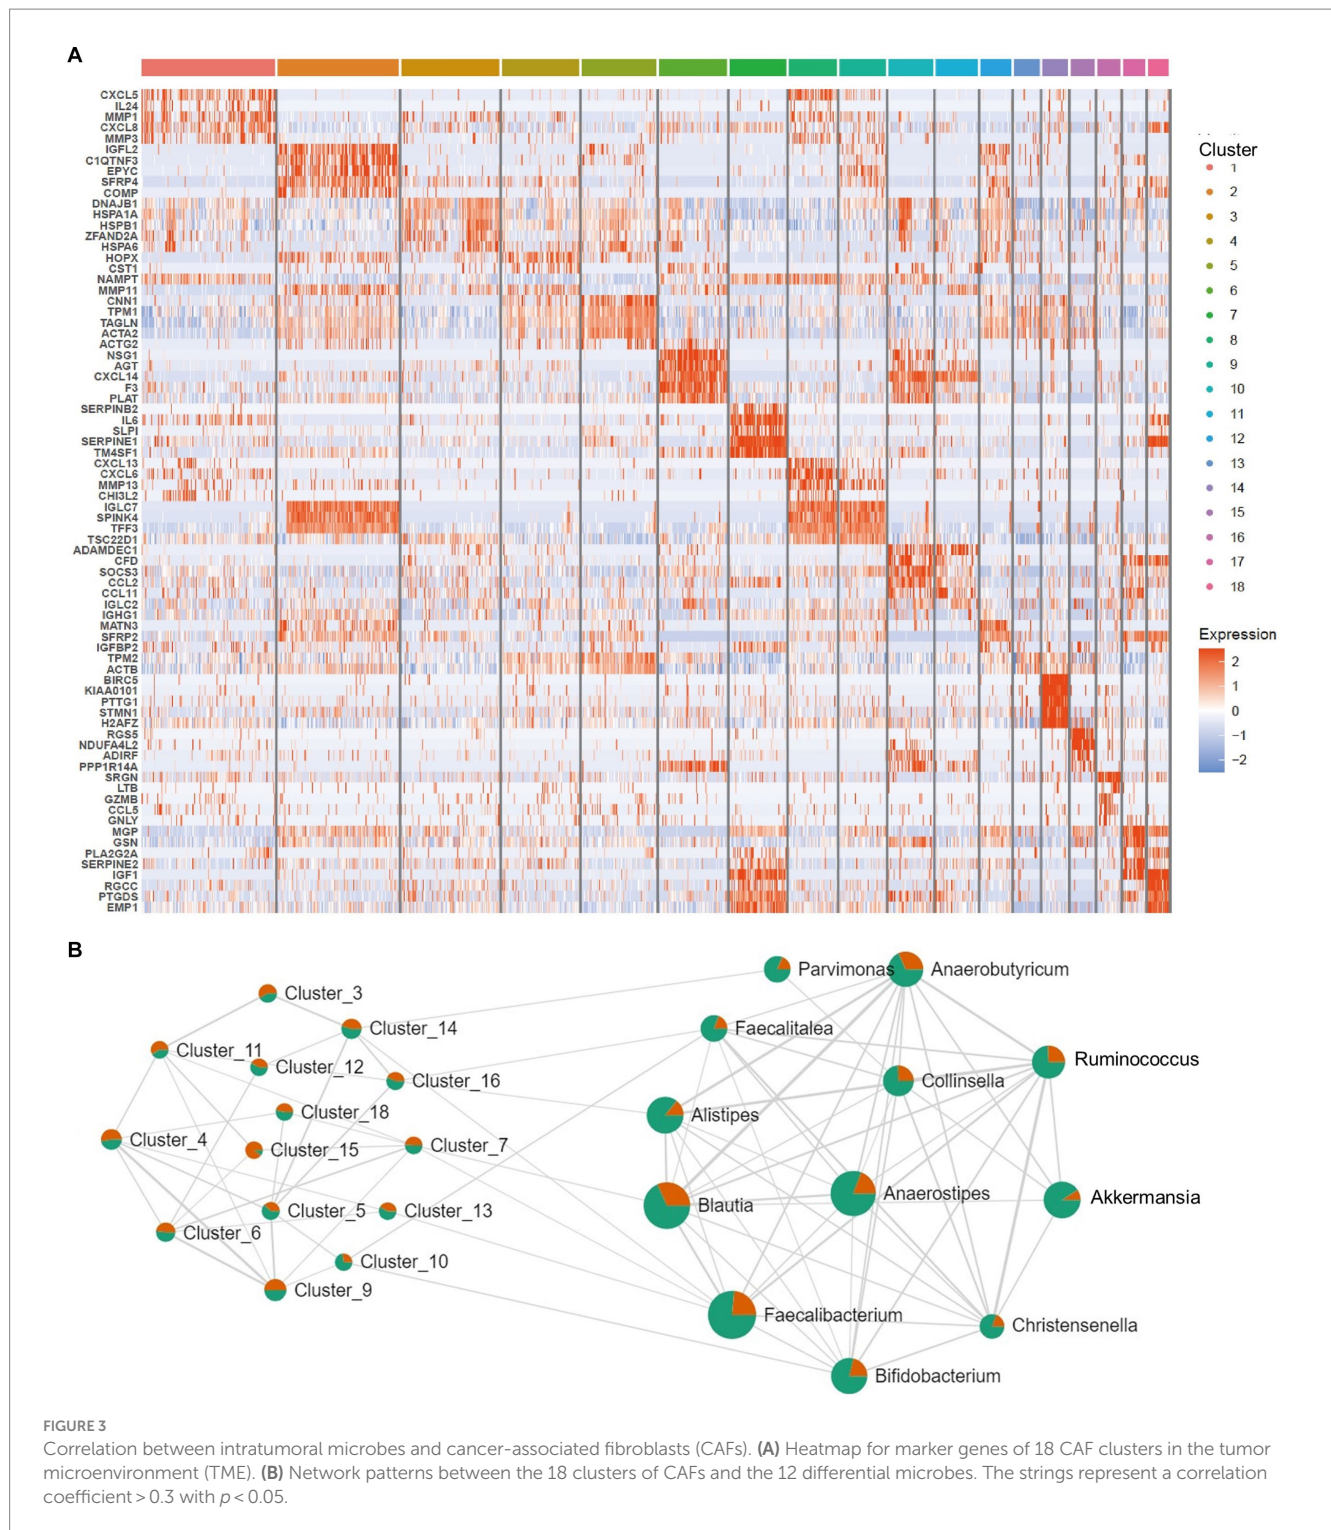 A
CXCL5
IL24
MMP1
CXCL8
MMP3
IGFL2
C1QTNF3
EPYC
SFRP4
COMP
DNAJB1
HSPA1A
HSPB1
ZFAND2A
HSPA6
HOPX
CST1
NAMPT
MMP11
CNN1
TPM1
TAGLN
ACTA2
ACTG2
NSG1
AGT
CXCL14
F3
PLAT
SERPINB2
IL6
SLPI
SERPINE1
TM4SF1
CXCL13
CXCL6
MMP13
CHI3L2
IGLC7
SPINK4
TFF3
TSC22D1
ADAMDEC1
CFD
SOCS3
CCL2
CCL11
IGLC2
IGHG1
MATN3
SFRP2
IGFBP2
TPM2
ACTB
BIRC5
KIAA0101
PTTG1
STMN1
H2AFZ
RGS5
NDUFA4L2
ADIRF
PPP1R14A
SRGN
LTB
GZMB
CCL5
GNLY
MGP
GSN
PLA2G2A
SERPINE2
IGF1
RGCC
PTGDS
EMP1
Cluster
1
2
3
4
5
6
7
8
9
10
11
12
13
14
15
16
17
18
Expression
2
1
0
−1
−2
B
Cluster_3
Cluster_14
Cluster_11
Cluster_12
Cluster_16
Cluster_18
Cluster_4
Cluster_15
Cluster_7
Cluster_5
Cluster_13
Cluster_6
Cluster_10
Cluster_9
Parvimonas
Anaerobutyricum
Faecalitalea
Ruminococcus
Collinsella
Alistipes
Anaerostipes
Akkermansia
Blautia
Faecalibacterium
Christensenella
Bifidobacterium
FIGURE 3
Correlation between intratumoral microbes and cancer-associated fibroblasts (CAFs). (A) Heatmap for marker genes of 18 CAF clusters in the tumor
microenvironment (TME). (B) Network patterns between the 18 clusters of CAFs and the 12 differential microbes. The strings represent a correlation
coefficient > 0.3 with p < 0.05.